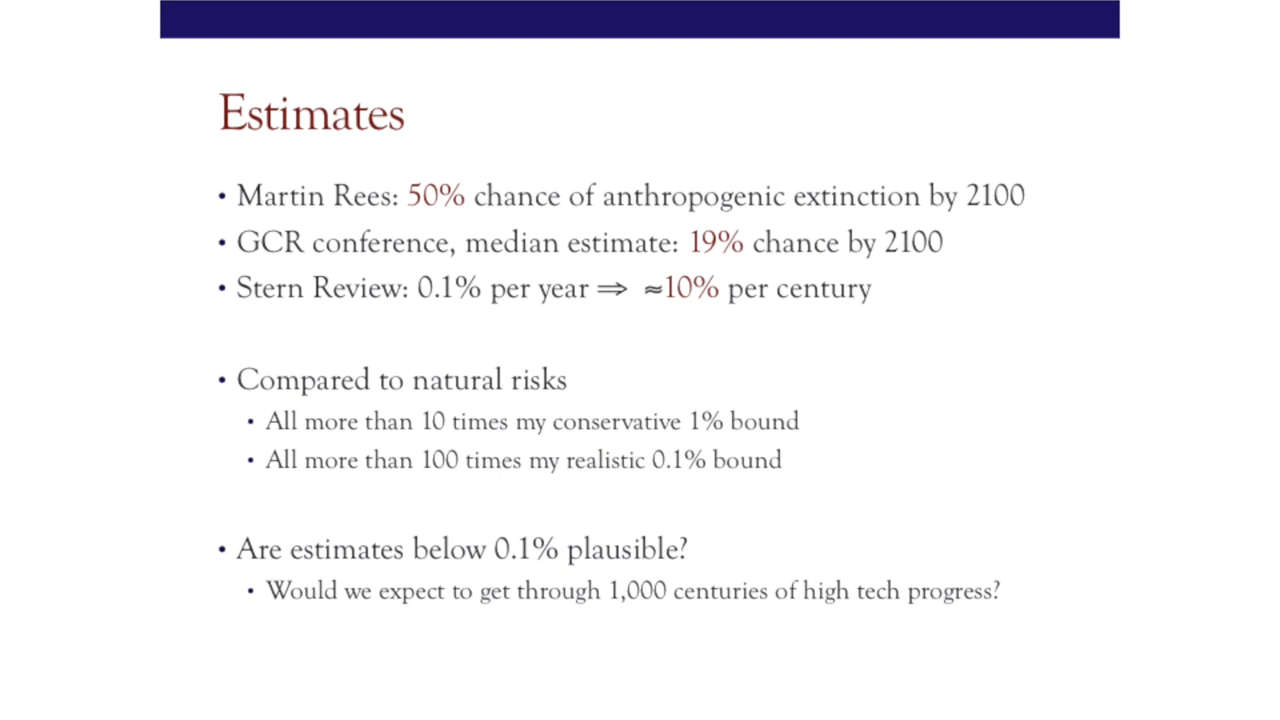 Estimates
• Martin Rees: 50% chance of anthropogenic extinction by 2100
• GCR conference, median estimate: 19% chance by 2100
• Stern Review: 0.1% per year ⇒ ≈10% per century
• Compared to natural risks
• All more than 10 times my conservative 1% bound
• All more than 100 times my realistic 0.1% bound
• Are estimates below 0.1% plausible?
• Would we expect to get through 1,000 centuries of high tech progress?